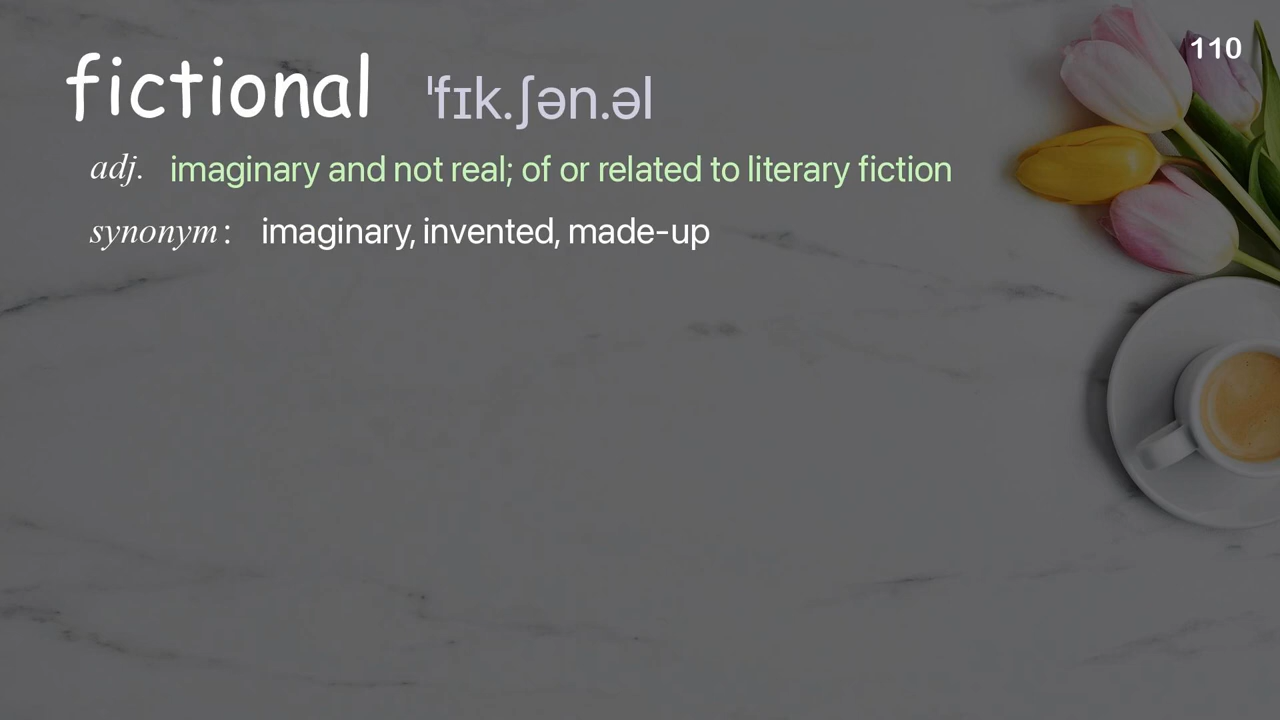 110
fictional ˈfɪk.ʃən.əl
adj. imaginary and not real; of or related to literary fiction
synonym: imaginary, invented, made-up